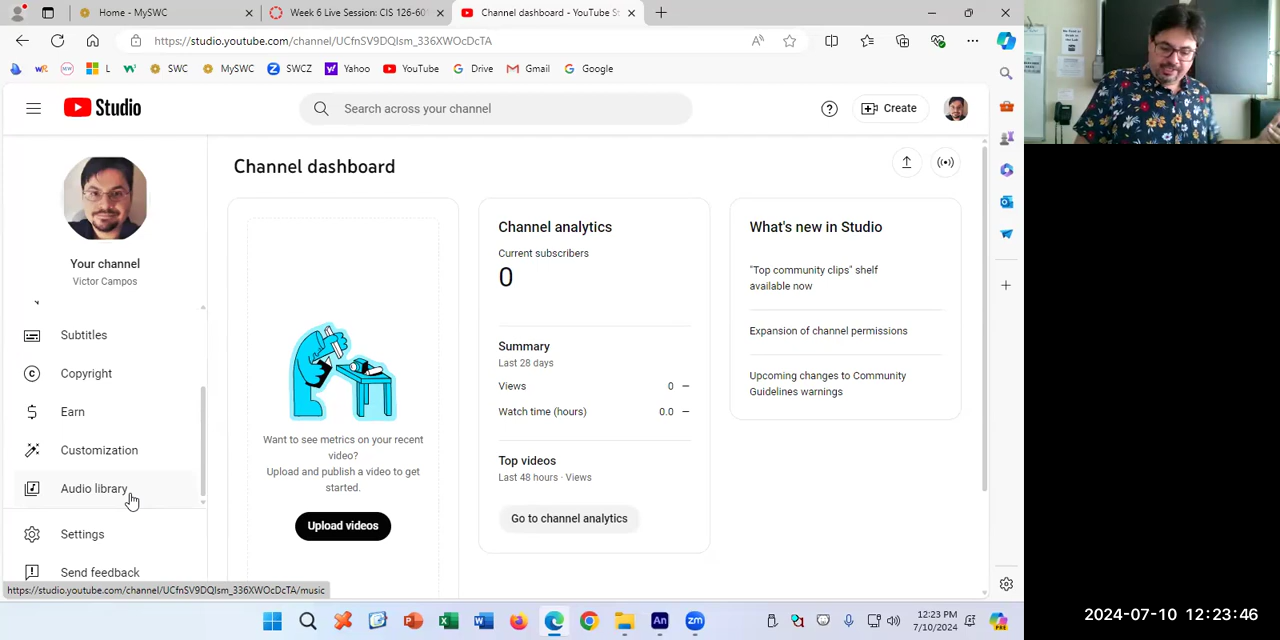 Home - MySWC
Week 6 Live Session: CIS 126-601
Channel dashboard - YouTube St
https://studio.youtube.com/channel/UCfnSV9DQIsm_336XWOcDcTA
L
SWC
MySWC
SWCZ
Yahoo
YouTube
Dir
Gmail
Google
Studio
Search across your channel
Create
Channel dashboard
Your channel
Victor Campos
Subtitles
Copyright
Earn
Customization
Audio library
Settings
Send feedback
Want to see metrics on your recent
video?
Upload and publish a video to get
started.
Upload videos
Channel analytics
Current subscribers
0
Summary
Last 28 days
Views 0 —
Watch time (hours) 0.0 —
Top videos
Last 48 hours · Views
Go to channel analytics
What's new in Studio
"Top community clips" shelf
available now
Expansion of channel permissions
Upcoming changes to Community
Guidelines warnings
https://studio.youtube.com/channel/UCfnSV9DQIsm_336XWOcDcTA/music
12:23 PM
7/10/2024
2024-07-10 12:23:46